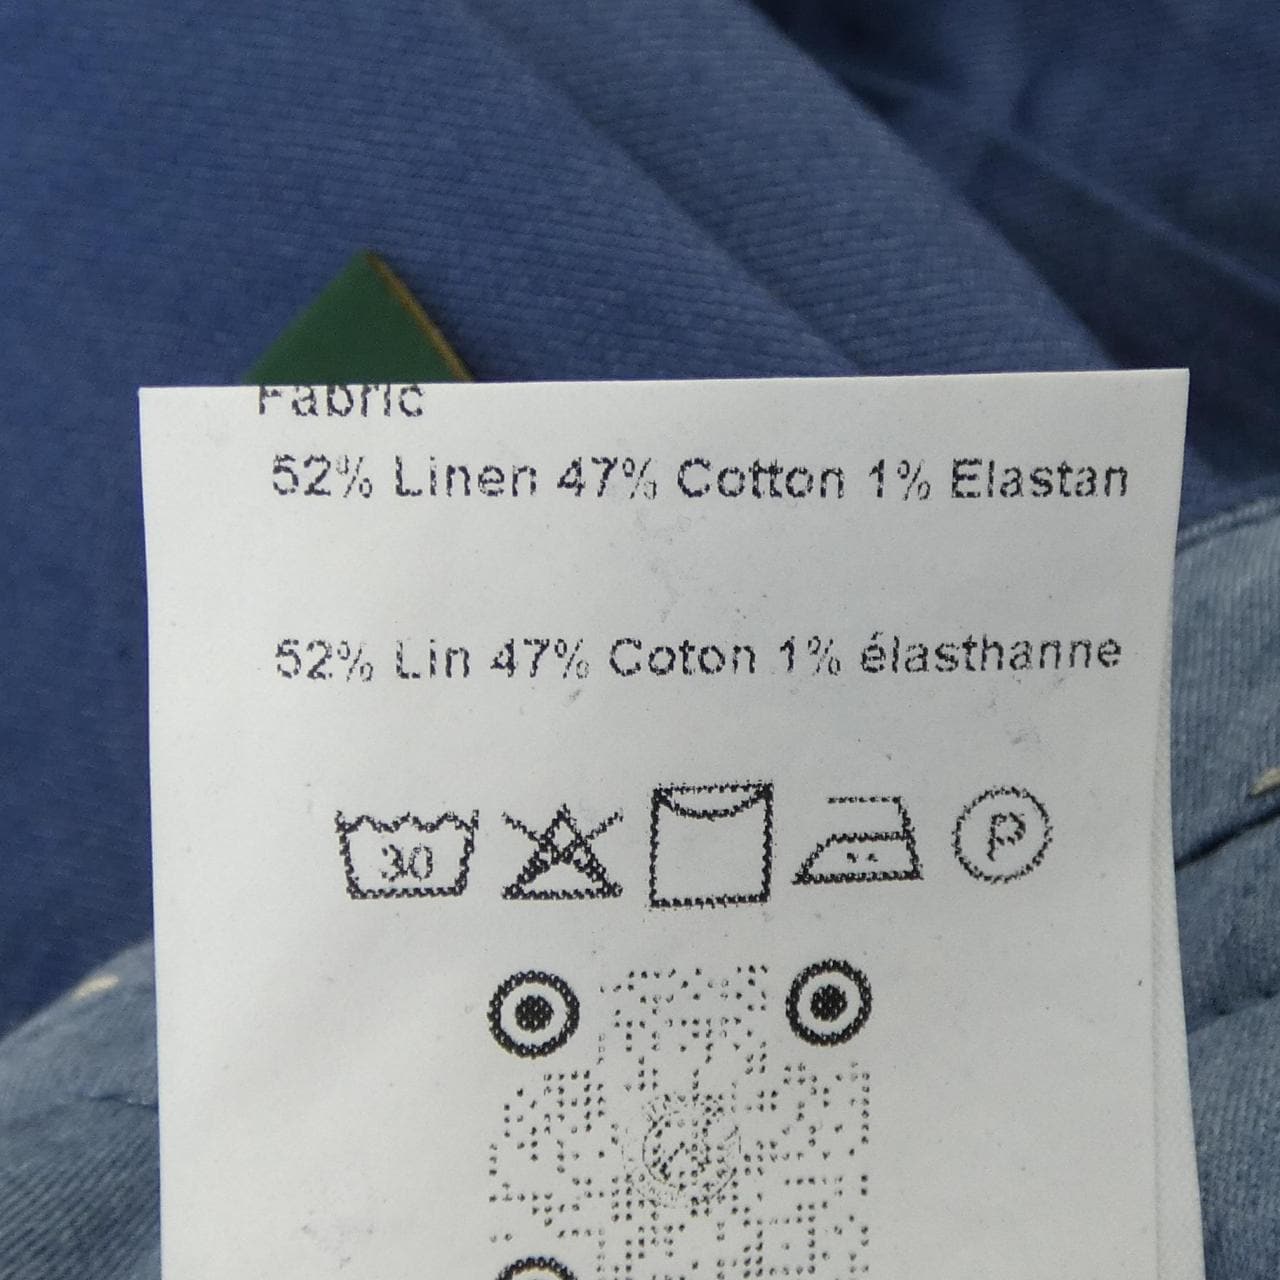 Fabric
52% Linen 47% Cotton 1% Elastan
52% Lin 47% Coton 1% élasthanne
30
P